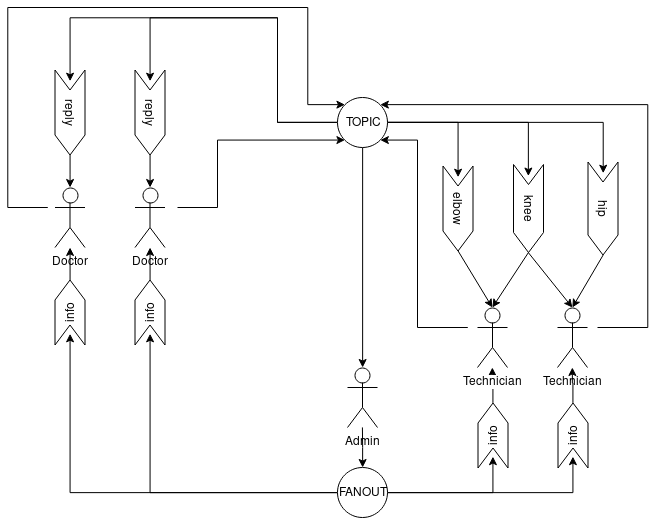 reply
reply
TOPIC
elbow
knee
hip
Doctor
Doctor
info
info
Technician
Technician
Admin
info
info
FANOUT